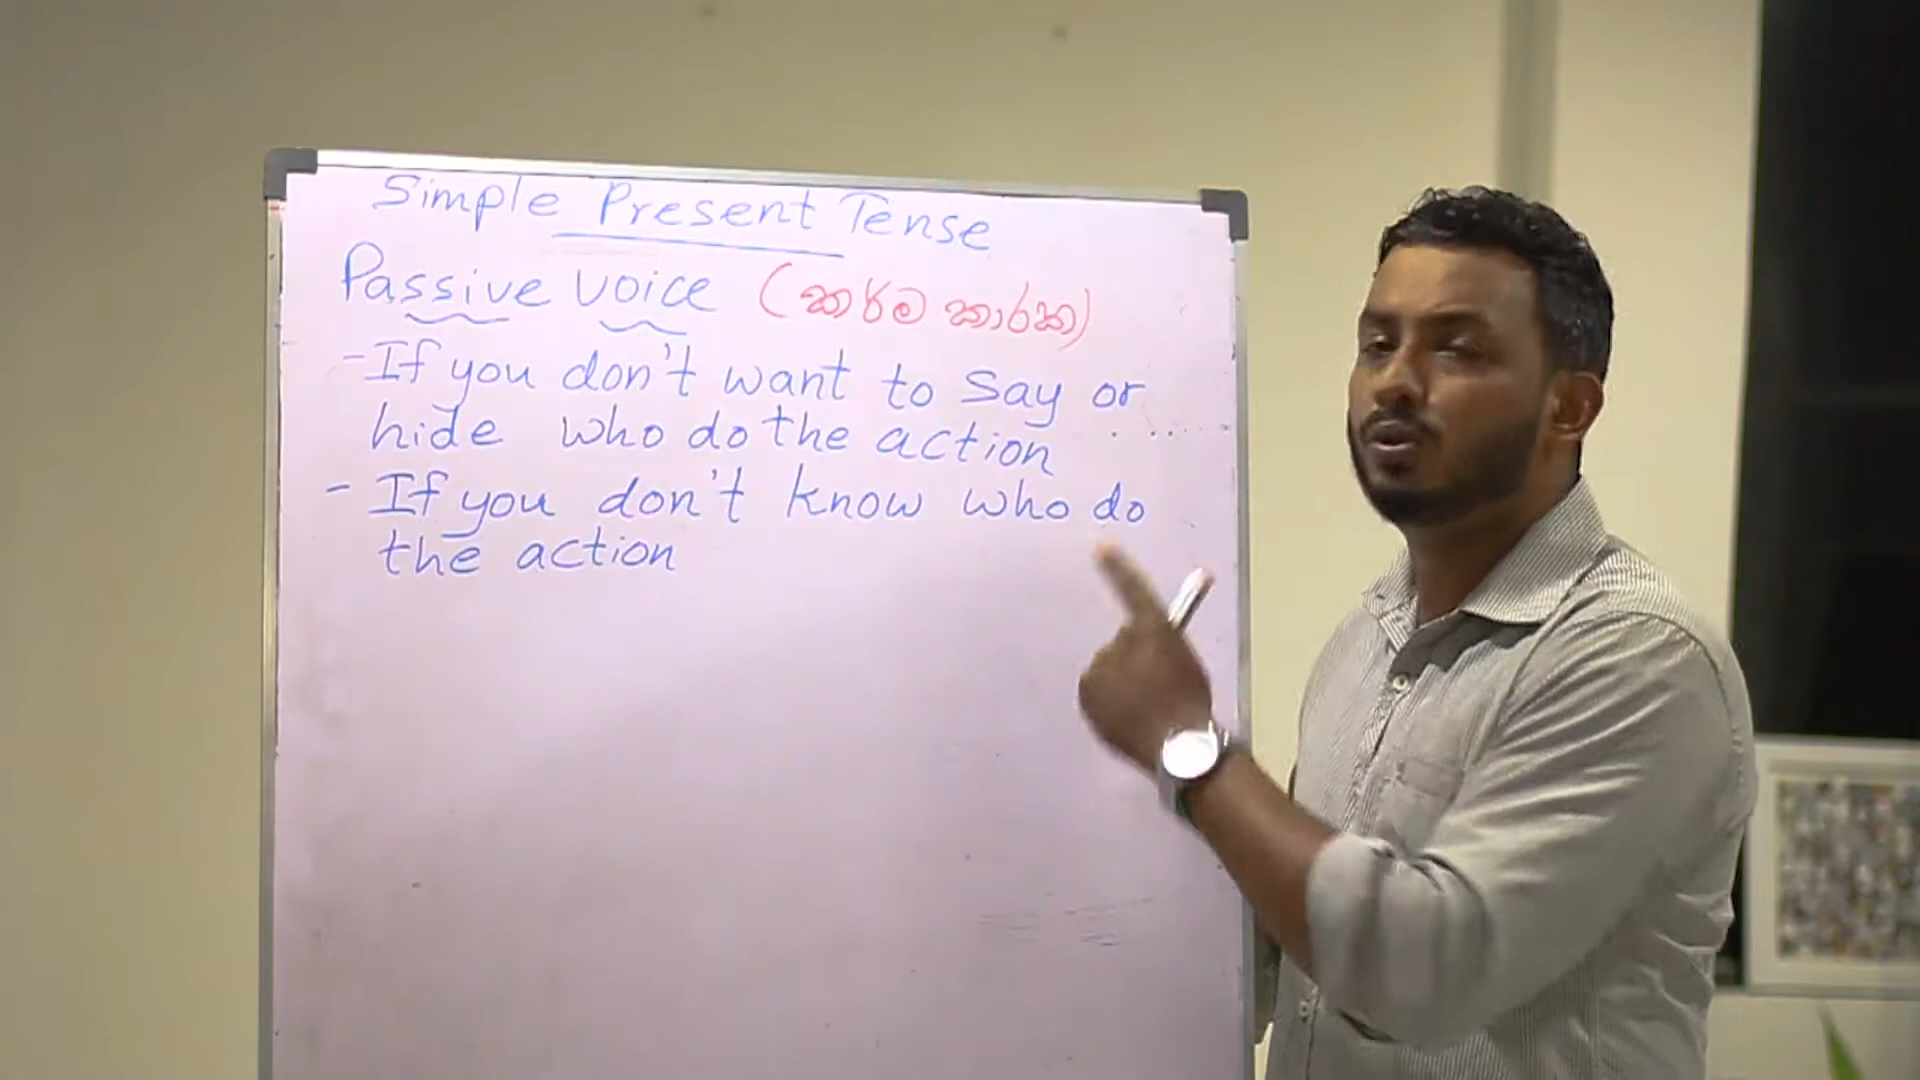 Simple Present Tense
Passive voice (කර්ම කාරක)
- If you don't want to say or
hide who do the action
- If you don't know who do
the action